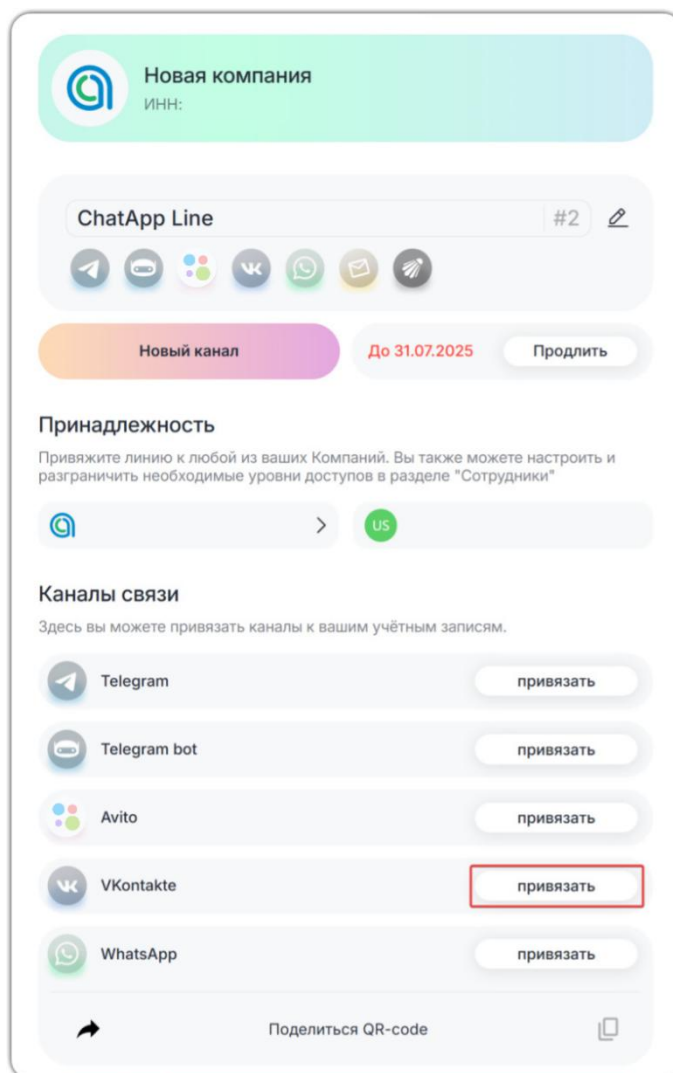 Новая компания
ИНН:
ChatApp Line #2
Новый канал До 31.07.2025 Продлить
Принадлежность
Привяжите линию к любой из ваших Компаний. Вы также можете настроить и
разграничить необходимые уровни доступов в разделе "Сотрудники"
US
Каналы связи
Здесь вы можете привязать каналы к вашим учётным записям.
Telegram привязать
Telegram bot привязать
Avito привязать
VKontakte привязать
WhatsApp привязать
Поделиться QR-code